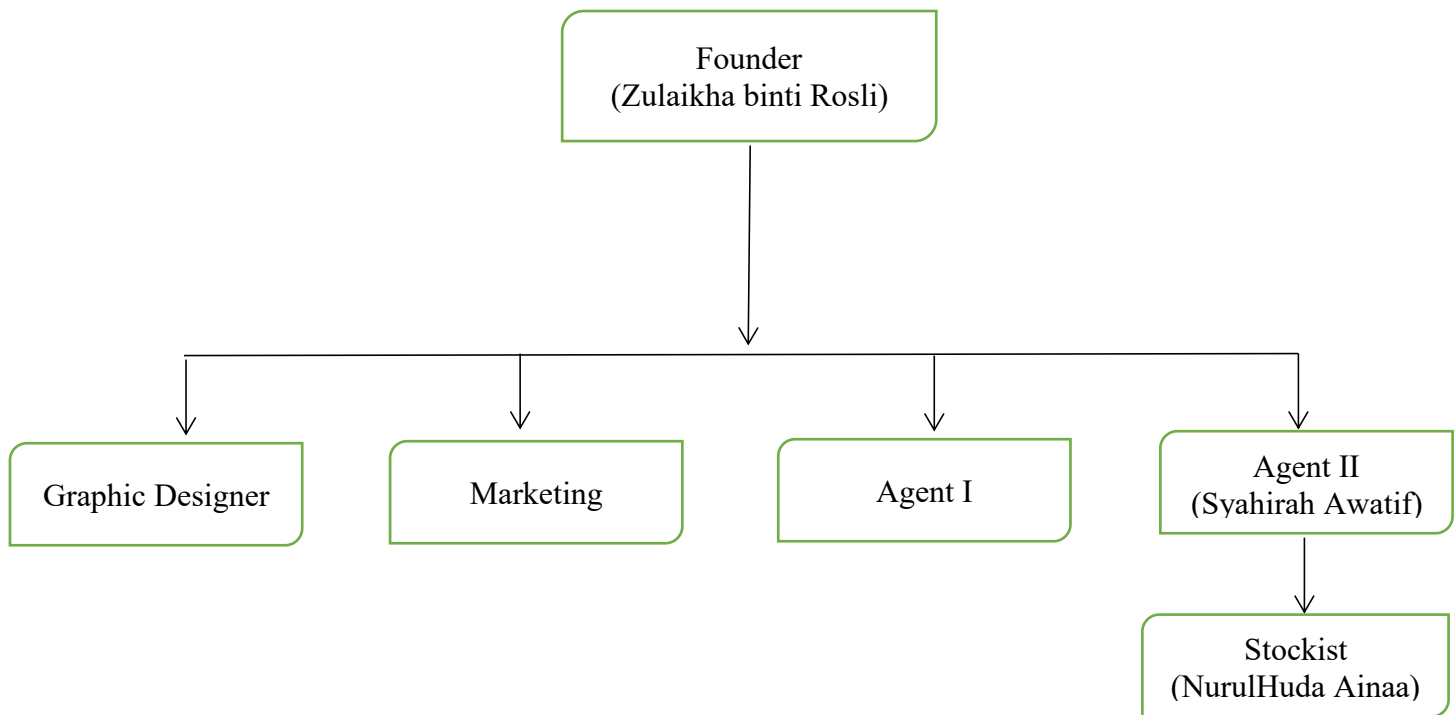 Founder
(Zulaikha binti Rosli)
Graphic Designer
Marketing
Agent I
Agent II
(Syahirah Awatif)
Stockist
(NurulHuda Ainaa)